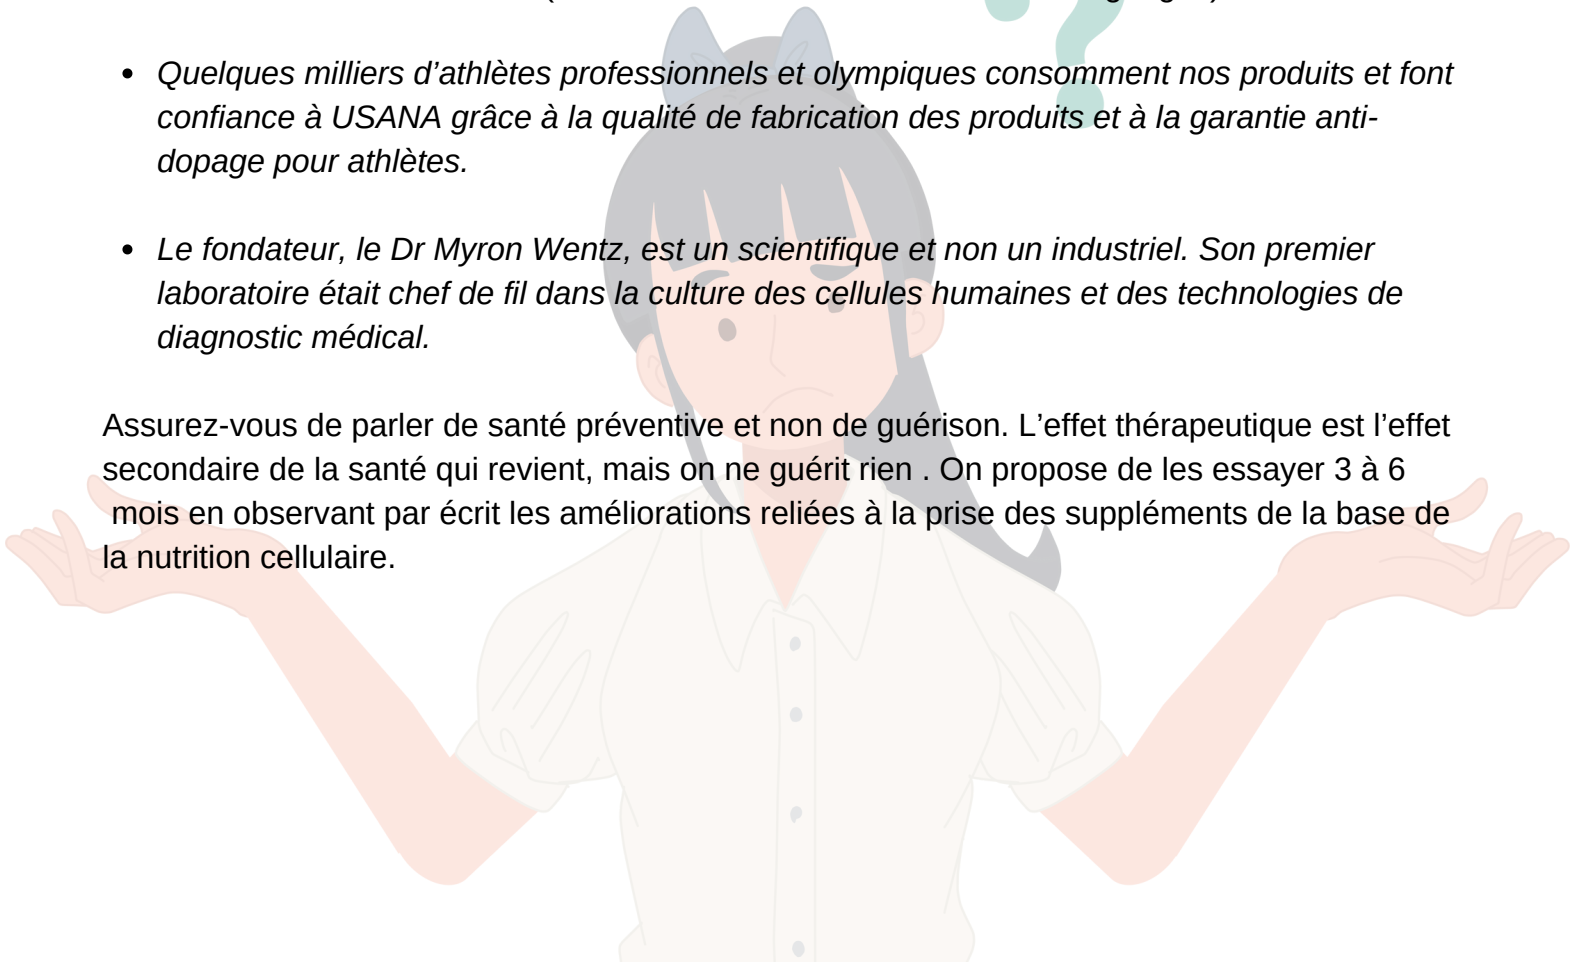 • Quelques milliers d’athlètes professionnels et olympiques consomment nos produits et font
confiance à USANA grâce à la qualité de fabrication des produits et à la garantie anti-
dopage pour athlètes.
• Le fondateur, le Dr Myron Wentz, est un scientifique et non un industriel. Son premier
laboratoire était chef de fil dans la culture des cellules humaines et des technologies de
diagnostic médical.
Assurez-vous de parler de santé préventive et non de guérison. L’effet thérapeutique est l’effet
secondaire de la santé qui revient, mais on ne guérit rien . On propose de les essayer 3 à 6
mois en observant par écrit les améliorations reliées à la prise des suppléments de la base de
la nutrition cellulaire.